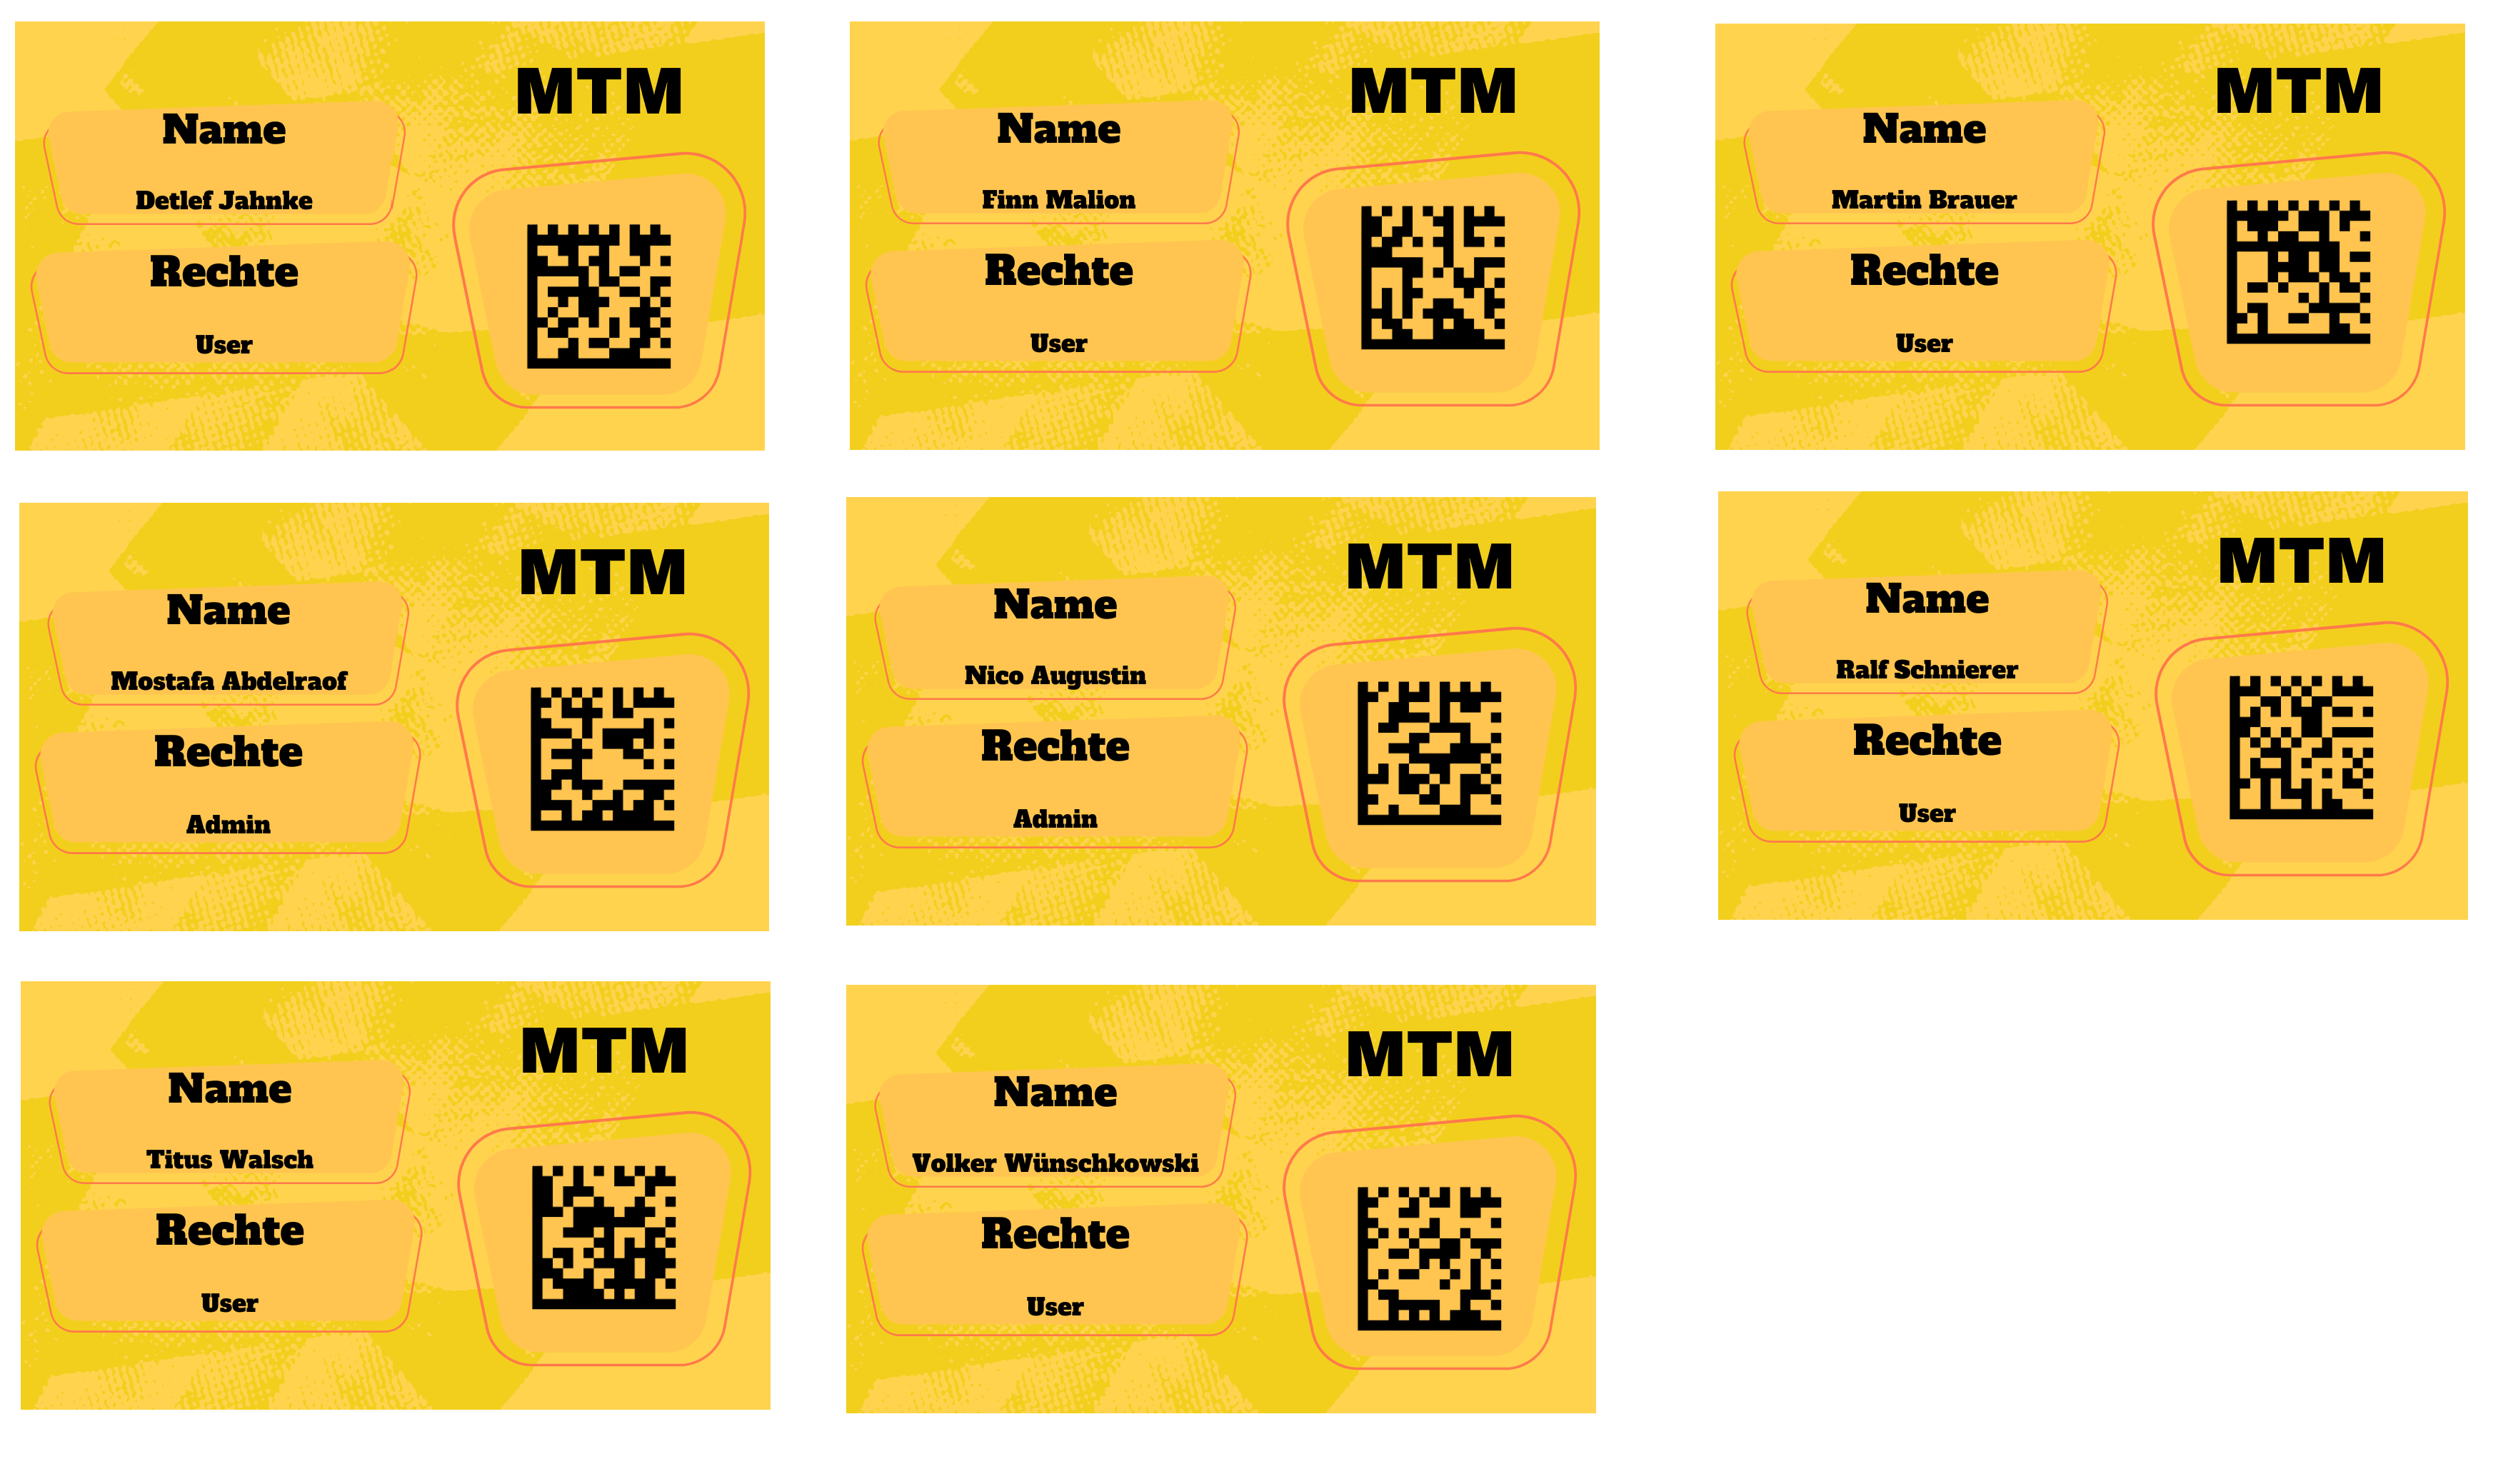 MTM
Name
Detlef Jahnke
Rechte
User
MTM
Name
Finn Malion
Rechte
User
MTM
Name
Martin Brauer
Rechte
User
MTM
Name
Mostafa Abdelraof
Rechte
Admin
MTM
Name
Nico Augustin
Rechte
Admin
MTM
Name
Ralf Schnierer
Rechte
User
MTM
Name
Titus Walsch
Rechte
User
MTM
Name
Volker Wünschkowski
Rechte
User